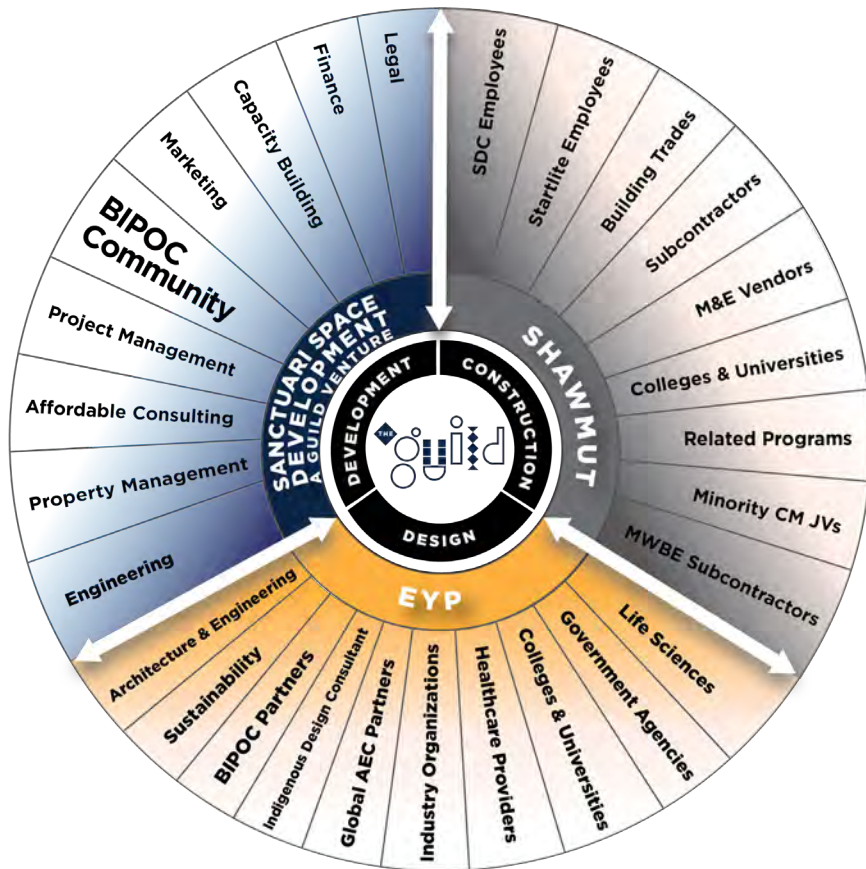 THE
guild
DEVELOPMENT
CONSTRUCTION
DESIGN
SANCTUARI SPACE
DEVELOPMENT
A GUILD VENTURE
SHAWMUT
EYP
SDC Employees
Startlite Employees
Building Trades
Subcontractors
M&E Vendors
Colleges & Universities
Related Programs
Minority CM JVs
MWBE Subcontractors
Life Sciences
Government Agencies
Colleges & Universities
Healthcare Providers
Industry Organizations
Global AEC Partners
Indigenous Design Consultant
BIPOC Partners
Sustainability
Architecture & Engineering
Engineering
Property Management
Affordable Consulting
Project Management
BIPOC
Community
Marketing
Capacity Building
Finance
Legal